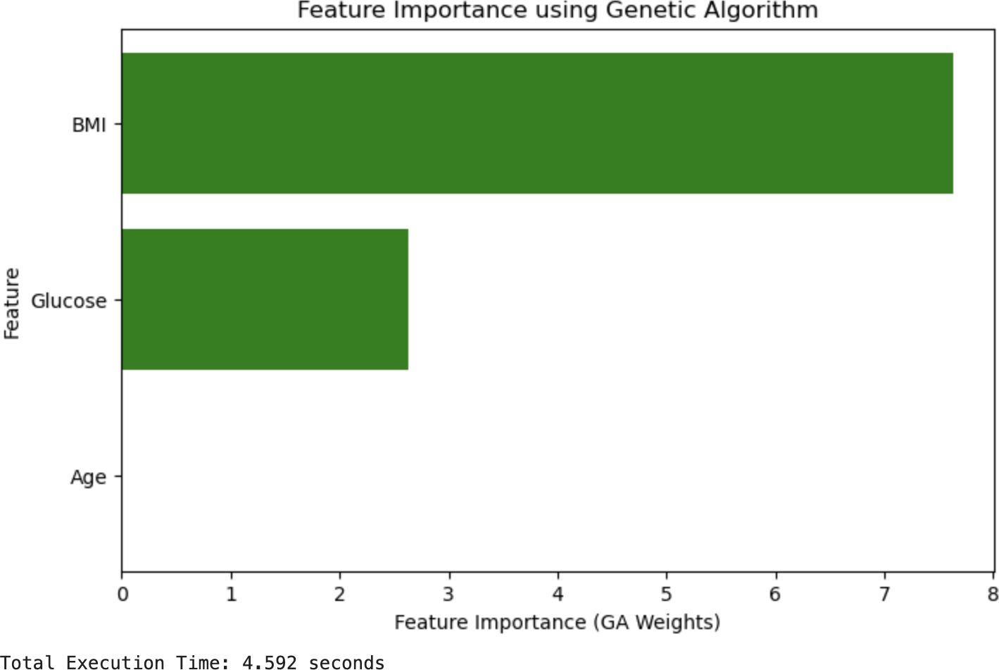 Feature Importance using Genetic Algorithm
BMI
Glucose
Age
Feature
0 1 2 3 4 5 6 7 8
Feature Importance (GA Weights)
Total Execution Time: 4.592 seconds